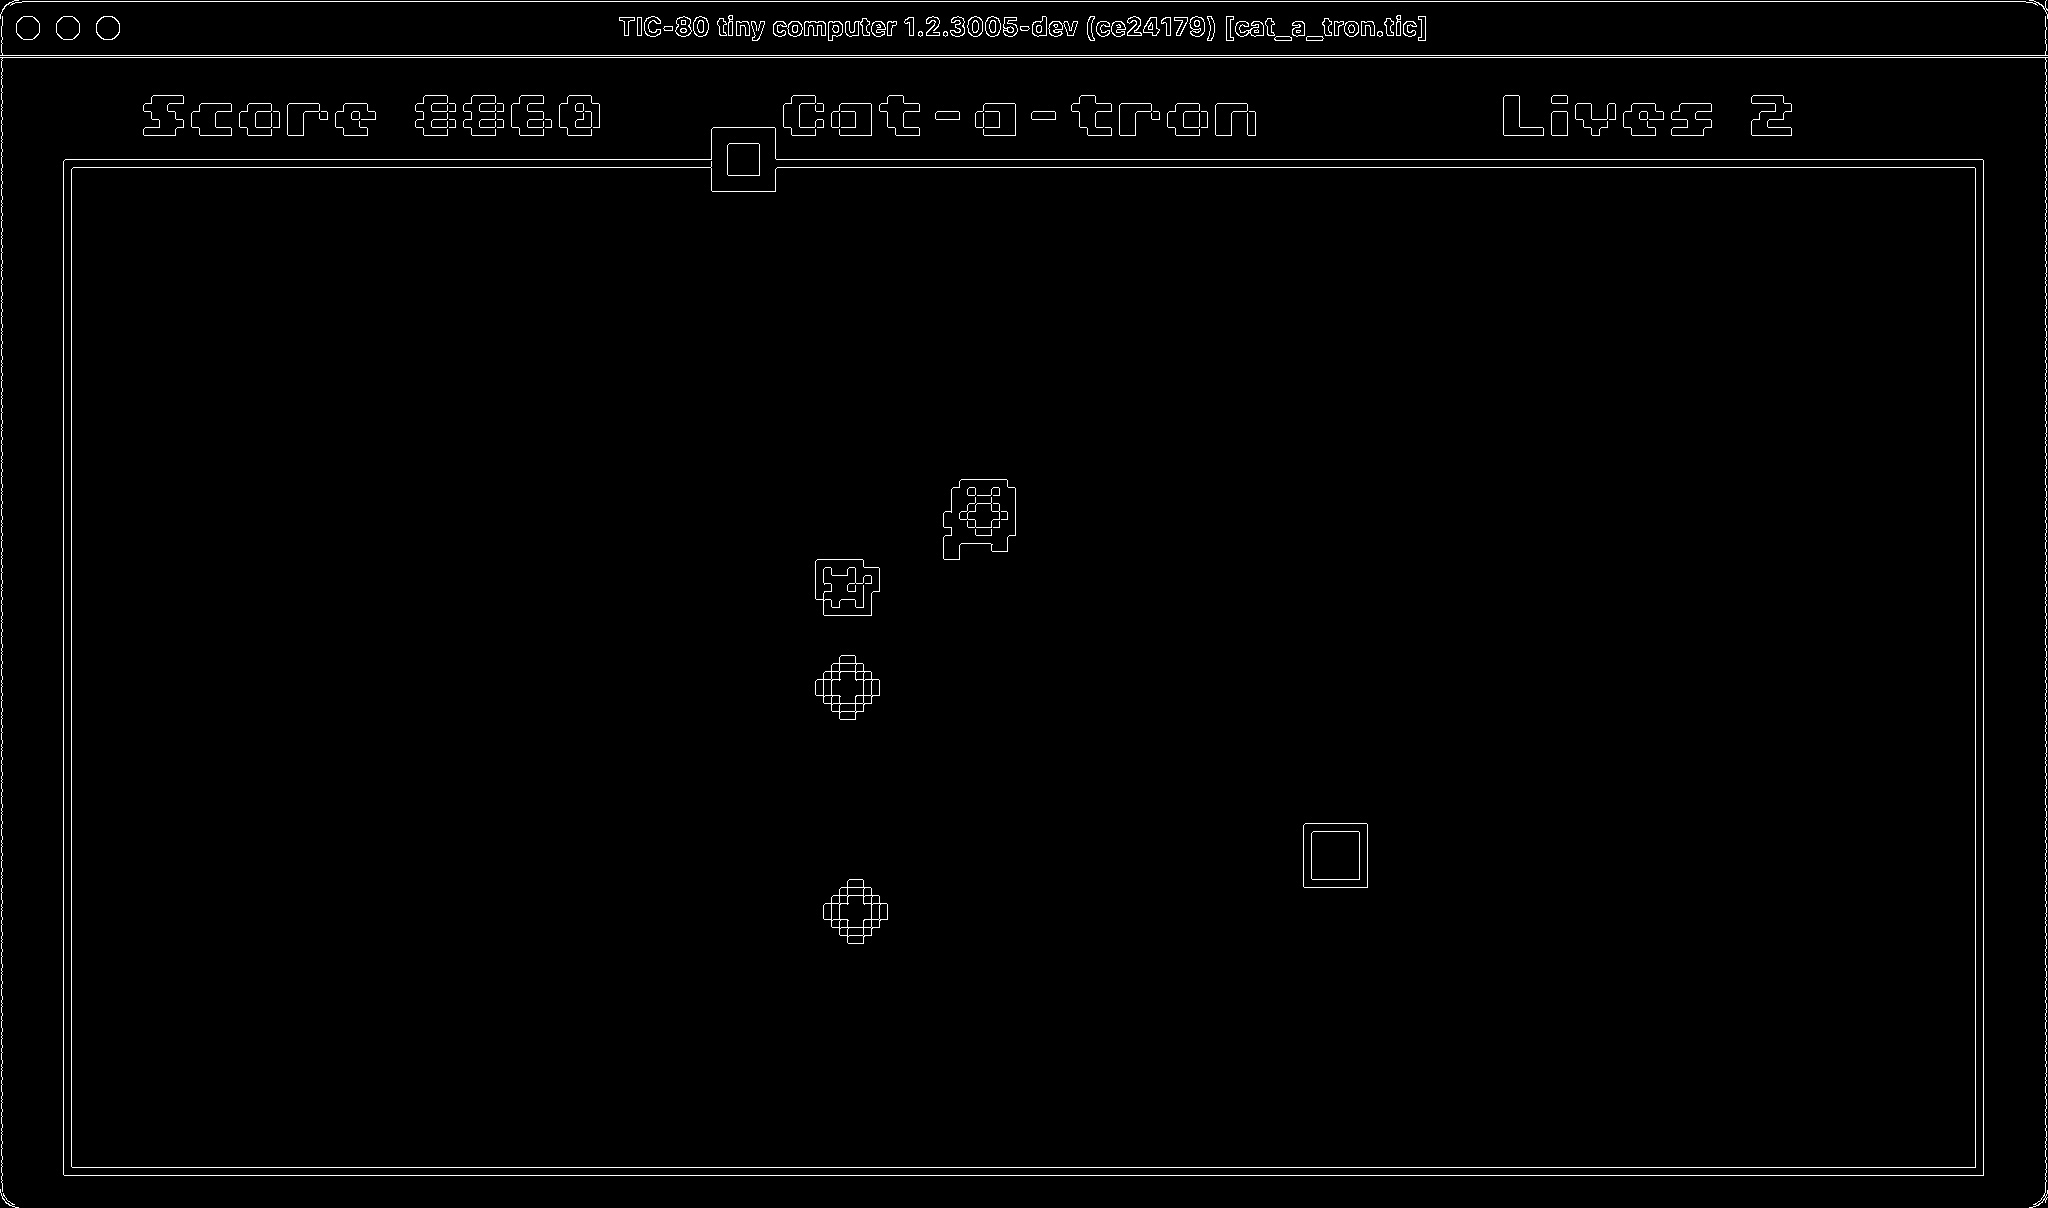 TIC-80 tiny computer 1.2.3005-dev (ce24179) [cat_a_tron.tic]
Score 8860 Cat-a-tron Lives 2